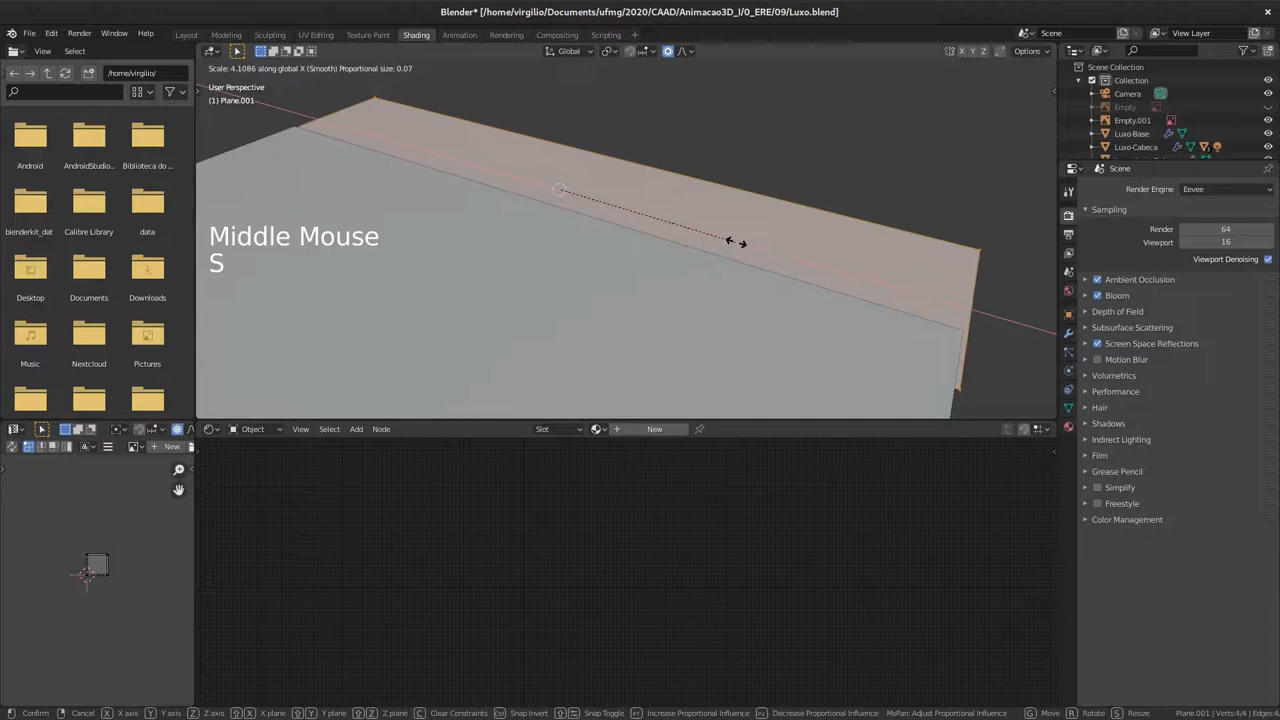 Blender* [/home/virgilio/Documents/ufmg/2020/CAAD/Animacao3D_I/0_ERE/09/Luxo.blend]
File Edit Render Window Help Layout Modeling Sculpting UV Editing Texture Paint Shading Animation Rendering Compositing Scripting Scene View Layer
View Select Global X Y Z Options
Scale: 4.1086 along global X (Smooth) Proportional size: 0.07
/home/virgilio/
User Perspective
(1) Plane.001
Scene Collection
Collection
Camera
Empty
Empty.001
Luxo-Base
Luxo-Cabeca
Android AndroidStudio... Biblioteca do ...
blenderkit_dat Calibre Library data
Desktop Documents Downloads
Music Nextcloud Pictures
Middle Mouse
S
Scene
Render Engine Eevee
Sampling
Render 64
Viewport 16
Viewport Denoising
Ambient Occlusion
Bloom
Depth of Field
Subsurface Scattering
Screen Space Reflections
Motion Blur
Volumetrics
Performance
Hair
Shadows
Indirect Lighting
Film
Grease Pencil
Simplify
Freestyle
Color Management
Object View Select Add Node Slot New
New
Confirm Cancel X X axis Y Y axis Z Z axis X X plane Y Y plane Z Z plane C Clear Constraints Snap Invert Snap Toggle Increase Proportional Influence Decrease Proportional Influence MsPan: Adjust Proportional Influence G Move R Rotate S Resize Plane.001 | Verts:4/4 | Edges:4